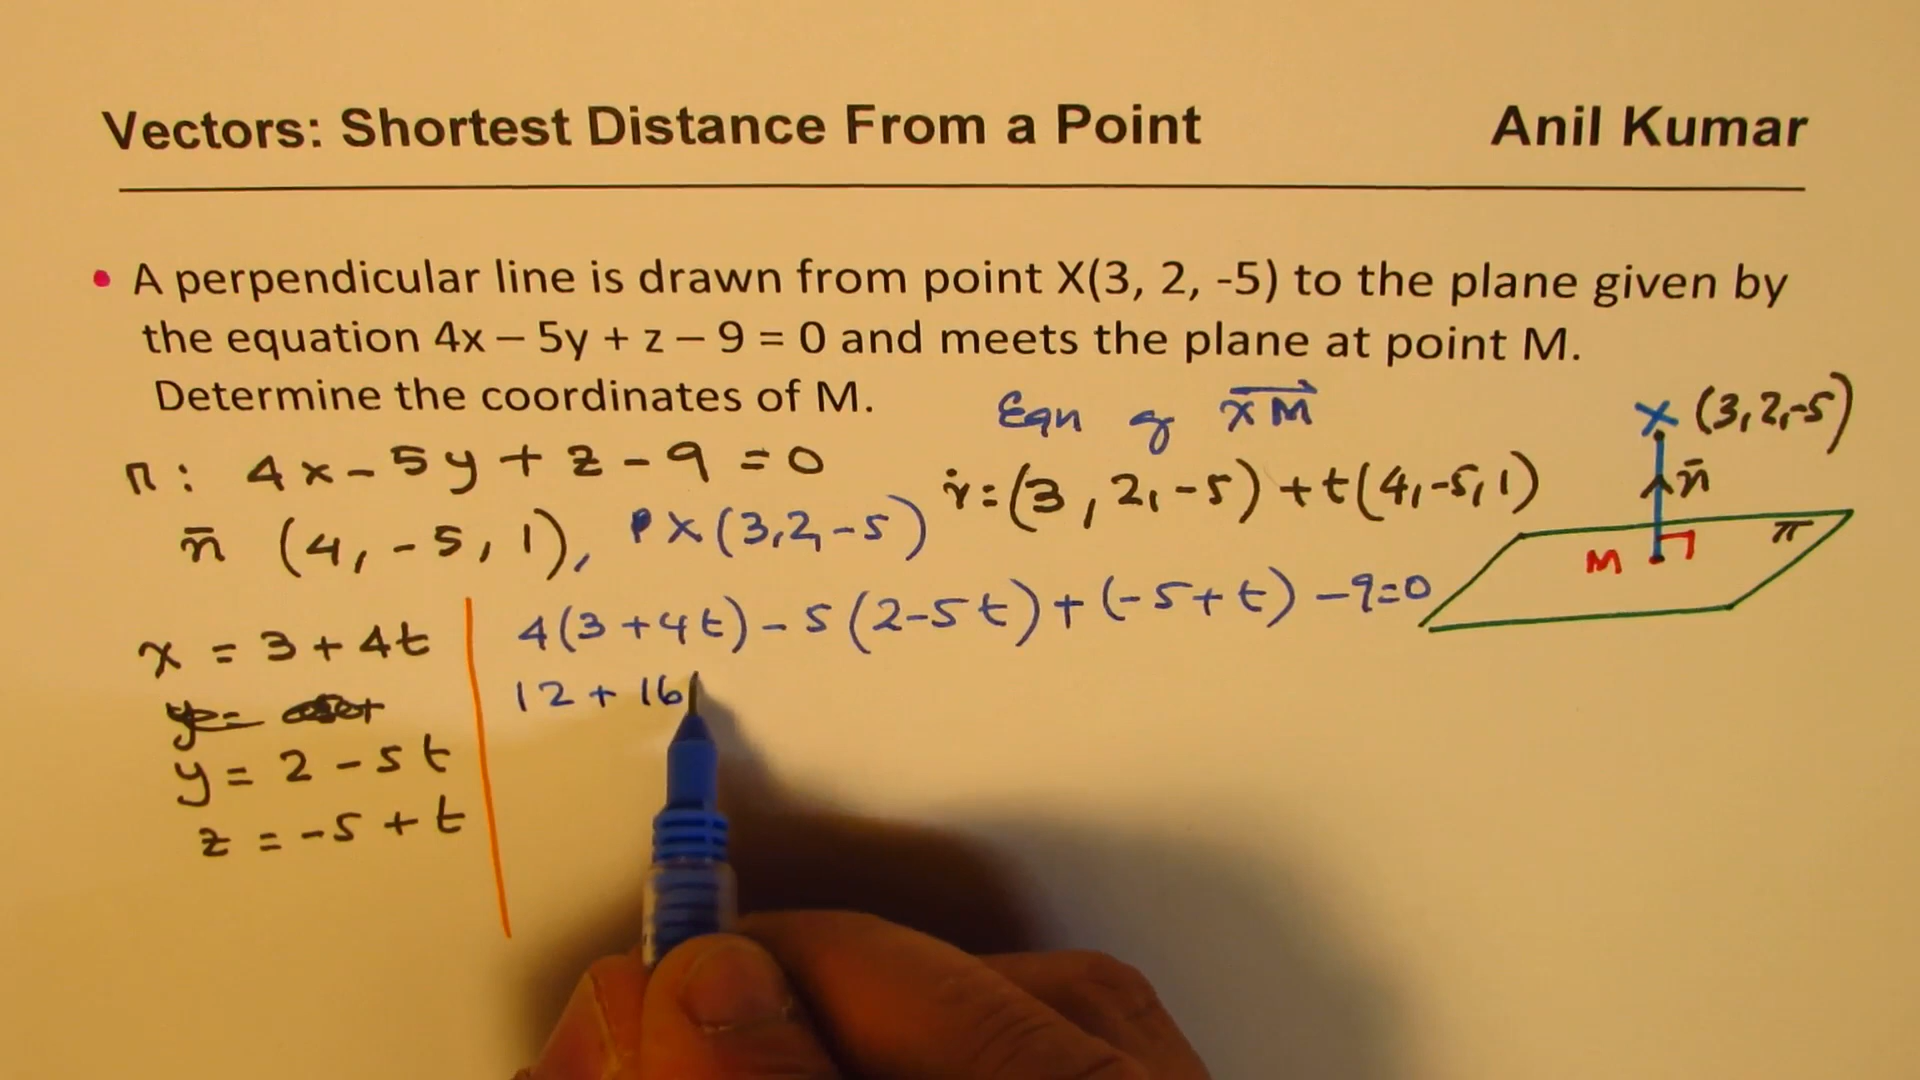 Vectors: Shortest Distance From a Point Anil Kumar
• A perpendicular line is drawn from point X(3, 2, -5) to the plane given by
the equation 4x – 5y + z – 9 = 0 and meets the plane at point M.
Determine the coordinates of M.
Eqn of XM
X (3, 2, -5)
π: 4x - 5y + z - 9 = 0
r = (3, 2, -5) + t(4, -5, 1)
n
n (4, -5, 1), X(3, 2, -5)
M
π
4(3 + 4t) - 5(2 - 5t) + (-5 + t) - 9 = 0
x = 3 + 4t
12 + 16
y = 2 - 5t
z = -5 + t